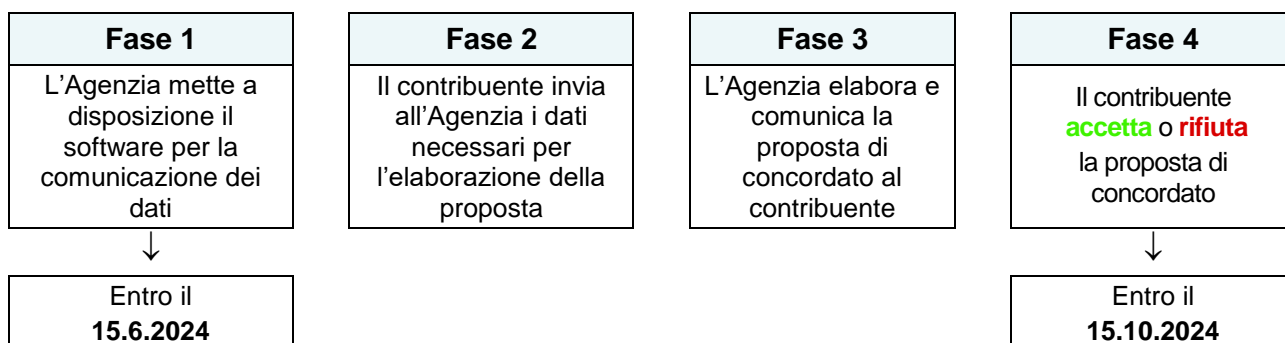 Fase 1
L'Agenzia mette a
disposizione il
software per la
comunicazione dei
dati
↓
Entro il
15.6.2024
Fase 2
Il contribuente invia
all'Agenzia i dati
necessari per
l'elaborazione della
proposta
Fase 3
L'Agenzia elabora e
comunica la
proposta di
concordato al
contribuente
Fase 4
Il contribuente
accetta o rifiuta
la proposta di
concordato
↓
Entro il
15.10.2024